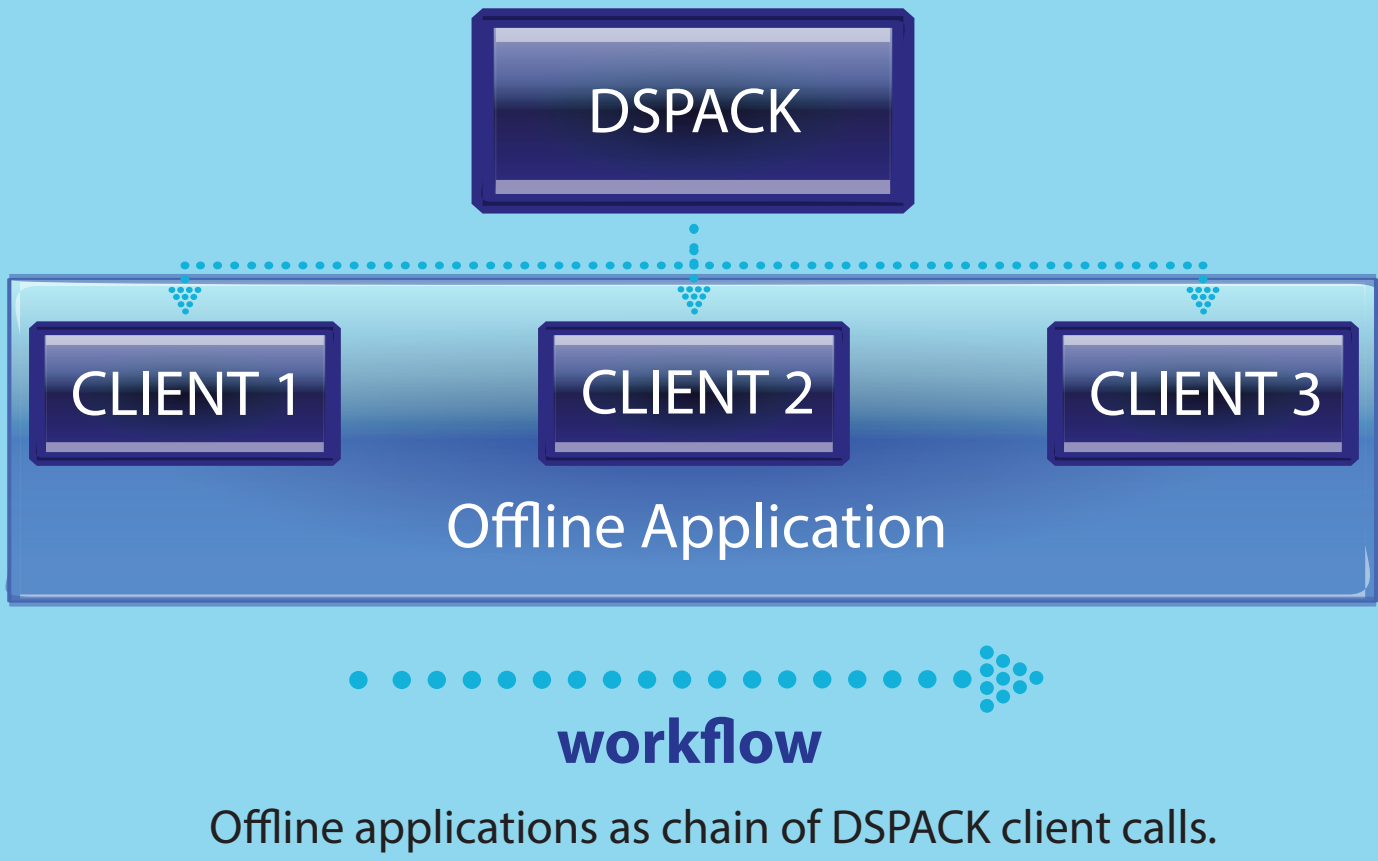 DSPACK
CLIENT 1
CLIENT 2
CLIENT 3
Offline Application
workflow
Offline applications as chain of DSPACK client calls.